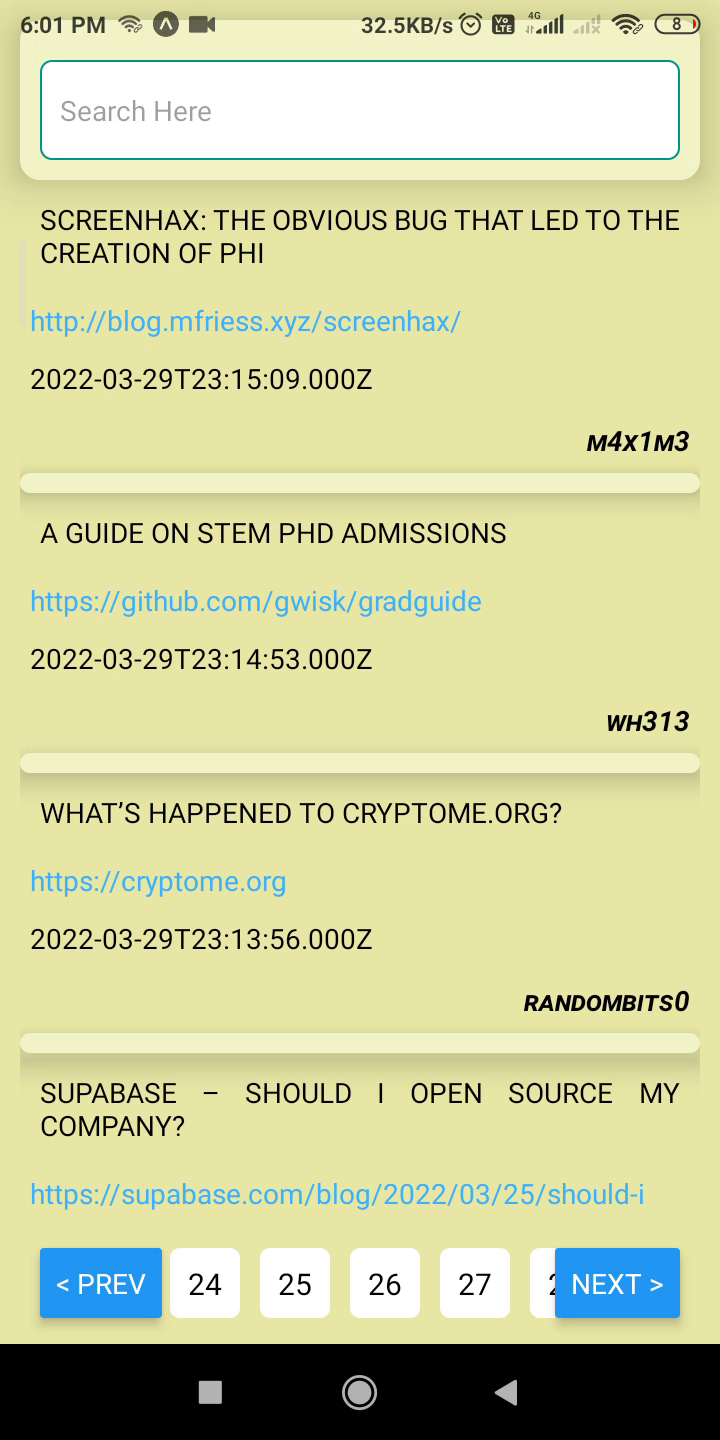 6:01 PM 32.5KB/s Vo LTE 4G 8
Search Here
SCREENHAX: THE OBVIOUS BUG THAT LED TO THE
CREATION OF PHI
http://blog.mfriess.xyz/screenhax/
2022-03-29T23:15:09.000Z
M4X1M3
A GUIDE ON STEM PHD ADMISSIONS
https://github.com/gwisk/gradguide
2022-03-29T23:14:53.000Z
WH313
WHAT’S HAPPENED TO CRYPTOME.ORG?
https://cryptome.org
2022-03-29T23:13:56.000Z
RANDOMBITS0
SUPABASE – SHOULD I OPEN SOURCE MY
COMPANY?
https://supabase.com/blog/2022/03/25/should-i
< PREV 24 25 26 27 NEXT >